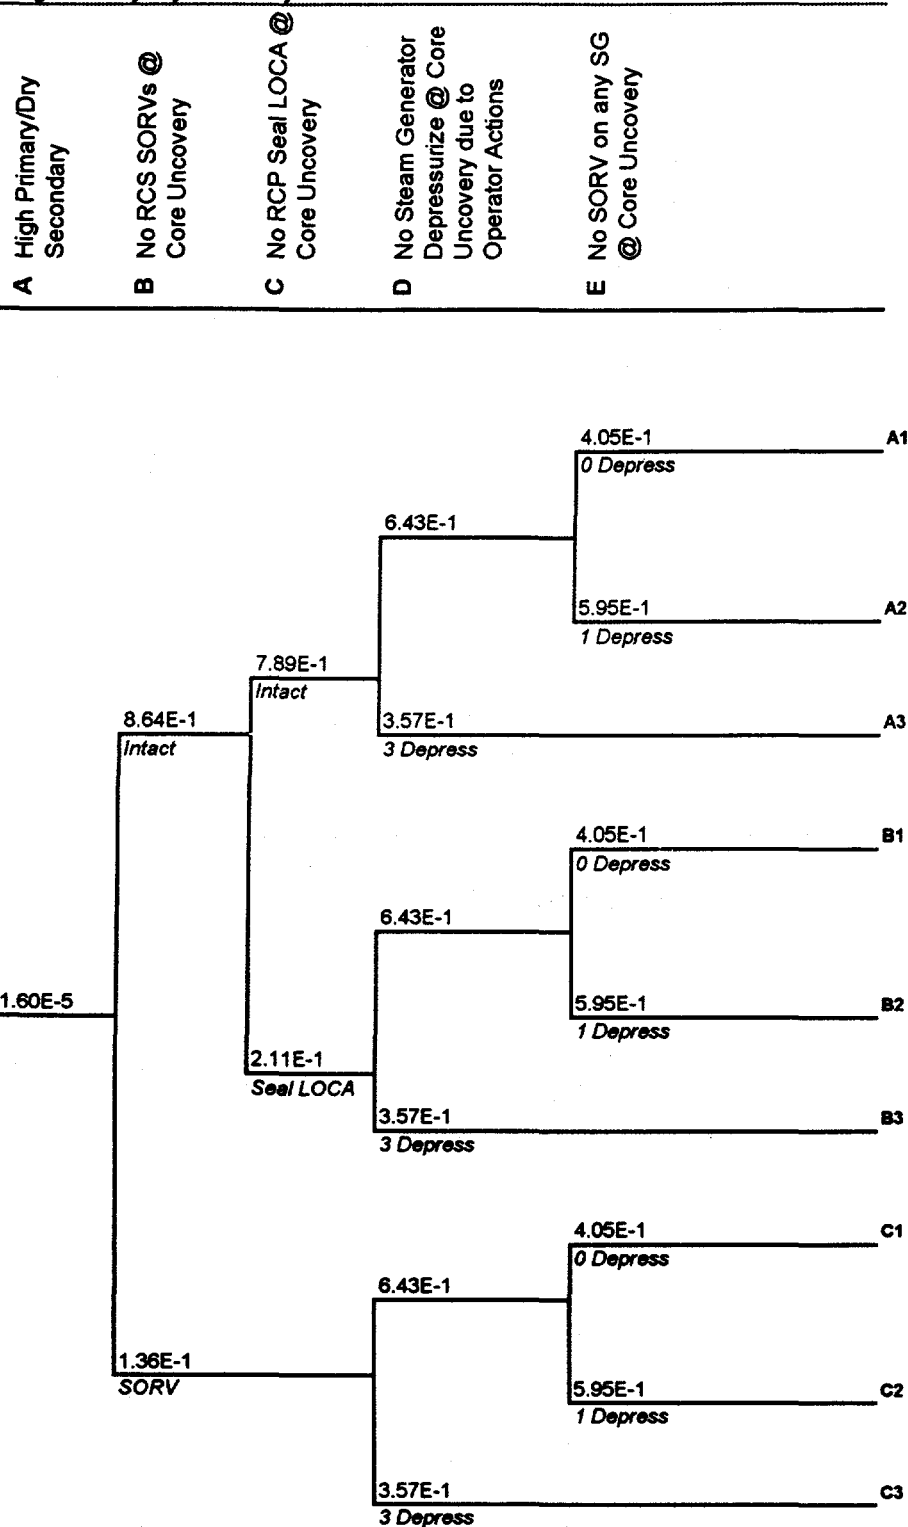 A High Primary/Dry
Secondary
B No RCS SORVs @
Core Uncovery
C No RCP Seal LOCA @
Core Uncovery
D No Steam Generator
Depressurize @ Core
Uncovery due to
Operator Actions
E No SORV on any SG
@ Core Uncovery
4.05E-1
A1
0 Depress
6.43E-1
5.95E-1
A2
1 Depress
7.89E-1
Intact
8.64E-1
Intact
3.57E-1
A3
3 Depress
4.05E-1
B1
0 Depress
6.43E-1
1.60E-5
5.95E-1
B2
1 Depress
2.11E-1
Seal LOCA
3.57E-1
B3
3 Depress
4.05E-1
C1
0 Depress
6.43E-1
1.36E-1
SORV
5.95E-1
C2
1 Depress
3.57E-1
C3
3 Depress